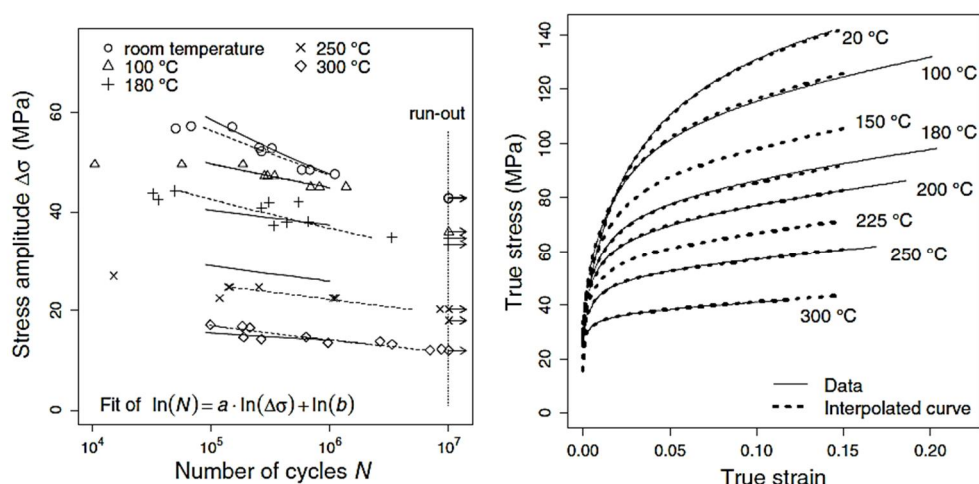 room temperature
100 °C
180 °C
250 °C
300 °C
run-out
Stress amplitude Δσ (MPa)
60
40
20
0
Fit of ln(N) = a · ln(Δσ) + ln(b)
10⁴
10⁵
10⁶
10⁷
Number of cycles N
True stress (MPa)
140
120
100
80
60
40
20
0
20 °C
100 °C
150 °C
180 °C
200 °C
225 °C
250 °C
300 °C
Data
Interpolated curve
0.00
0.05
0.10
0.15
0.20
True strain